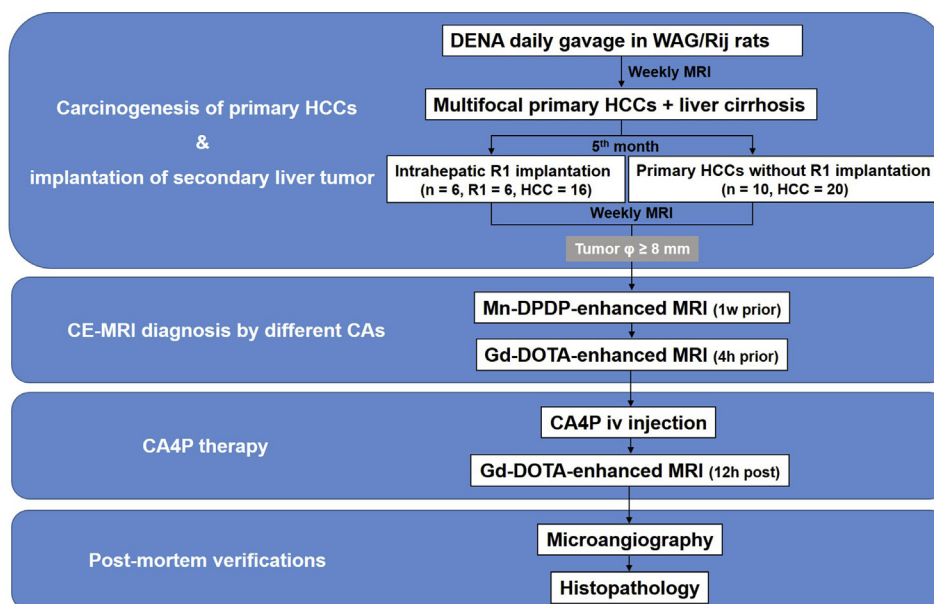 Carcinogenesis of primary HCCs
&
implantation of secondary liver tumor
DENA daily gavage in WAG/Rij rats
Weekly MRI
Multifocal primary HCCs + liver cirrhosis
5th month
Intrahepatic R1 implantation
(n = 6, R1 = 6, HCC = 16)
Primary HCCs without R1 implantation
(n = 10, HCC = 20)
Weekly MRI
Tumor φ ≥ 8 mm
CE-MRI diagnosis by different CAs
Mn-DPDP-enhanced MRI (1w prior)
Gd-DOTA-enhanced MRI (4h prior)
CA4P therapy
CA4P iv injection
Gd-DOTA-enhanced MRI (12h post)
Post-mortem verifications
Microangiography
Histopathology